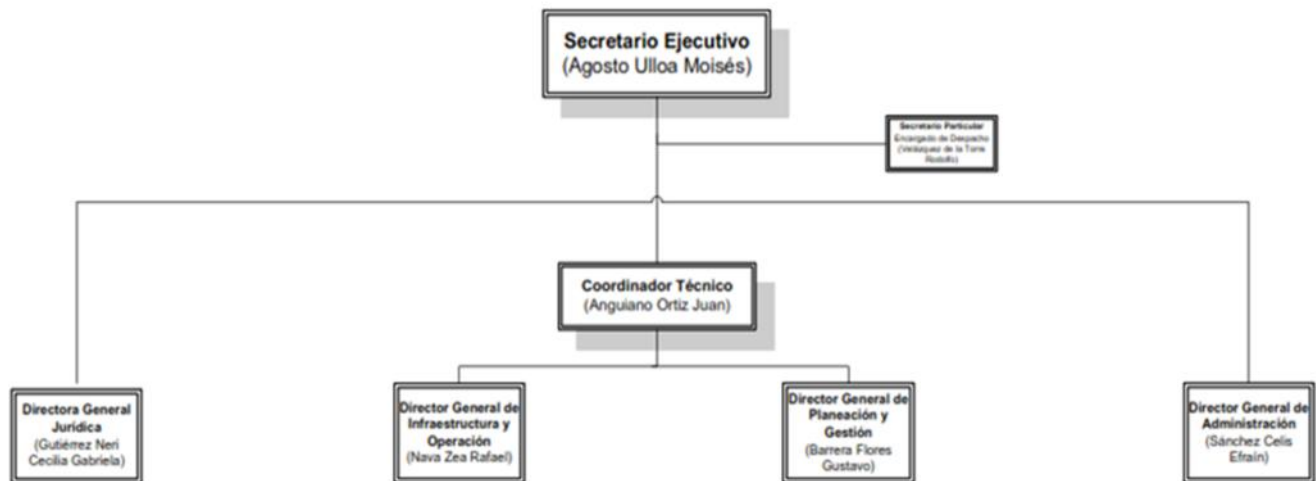 Secretario Ejecutivo
(Agosto Ulloa Moisés)
Secretario Particular
Encargado de Despacho
(Velázquez de la Torre
Rodolfo)
Coordinador Técnico
(Anguiano Ortiz Juan)
Directora General
Jurídica
(Gutiérrez Neri
Cecilia Gabriela)
Director General de
Infraestructura y
Operación
(Nava Zea Rafael)
Director General de
Planeación y
Gestión
(Barrera Flores
Gustavo)
Director General de
Administración
(Sánchez Celis
Efraín)